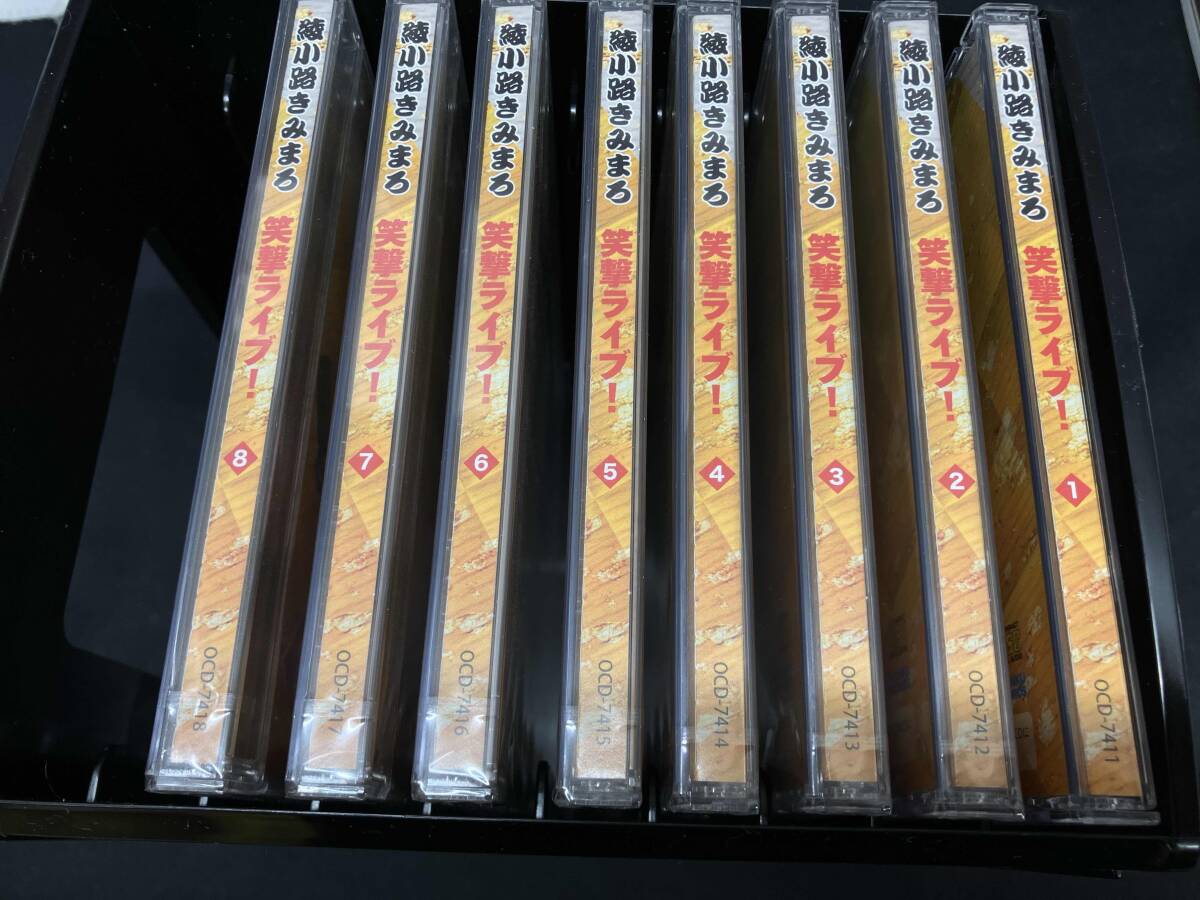 綾小路きみまろ 笑撃ライブ! 8 OCD-7418
綾小路きみまろ 笑撃ライブ! 7 OCD-7417
綾小路きみまろ 笑撃ライブ! 6 OCD-7416
綾小路きみまろ 笑撃ライブ! 5 OCD-7415
綾小路きみまろ 笑撃ライブ! 4 OCD-7414
綾小路きみまろ 笑撃ライブ! 3 OCD-7413
綾小路きみまろ 笑撃ライブ! 2 OCD-7412
綾小路きみまろ 笑撃ライブ! 1 OCD-7411